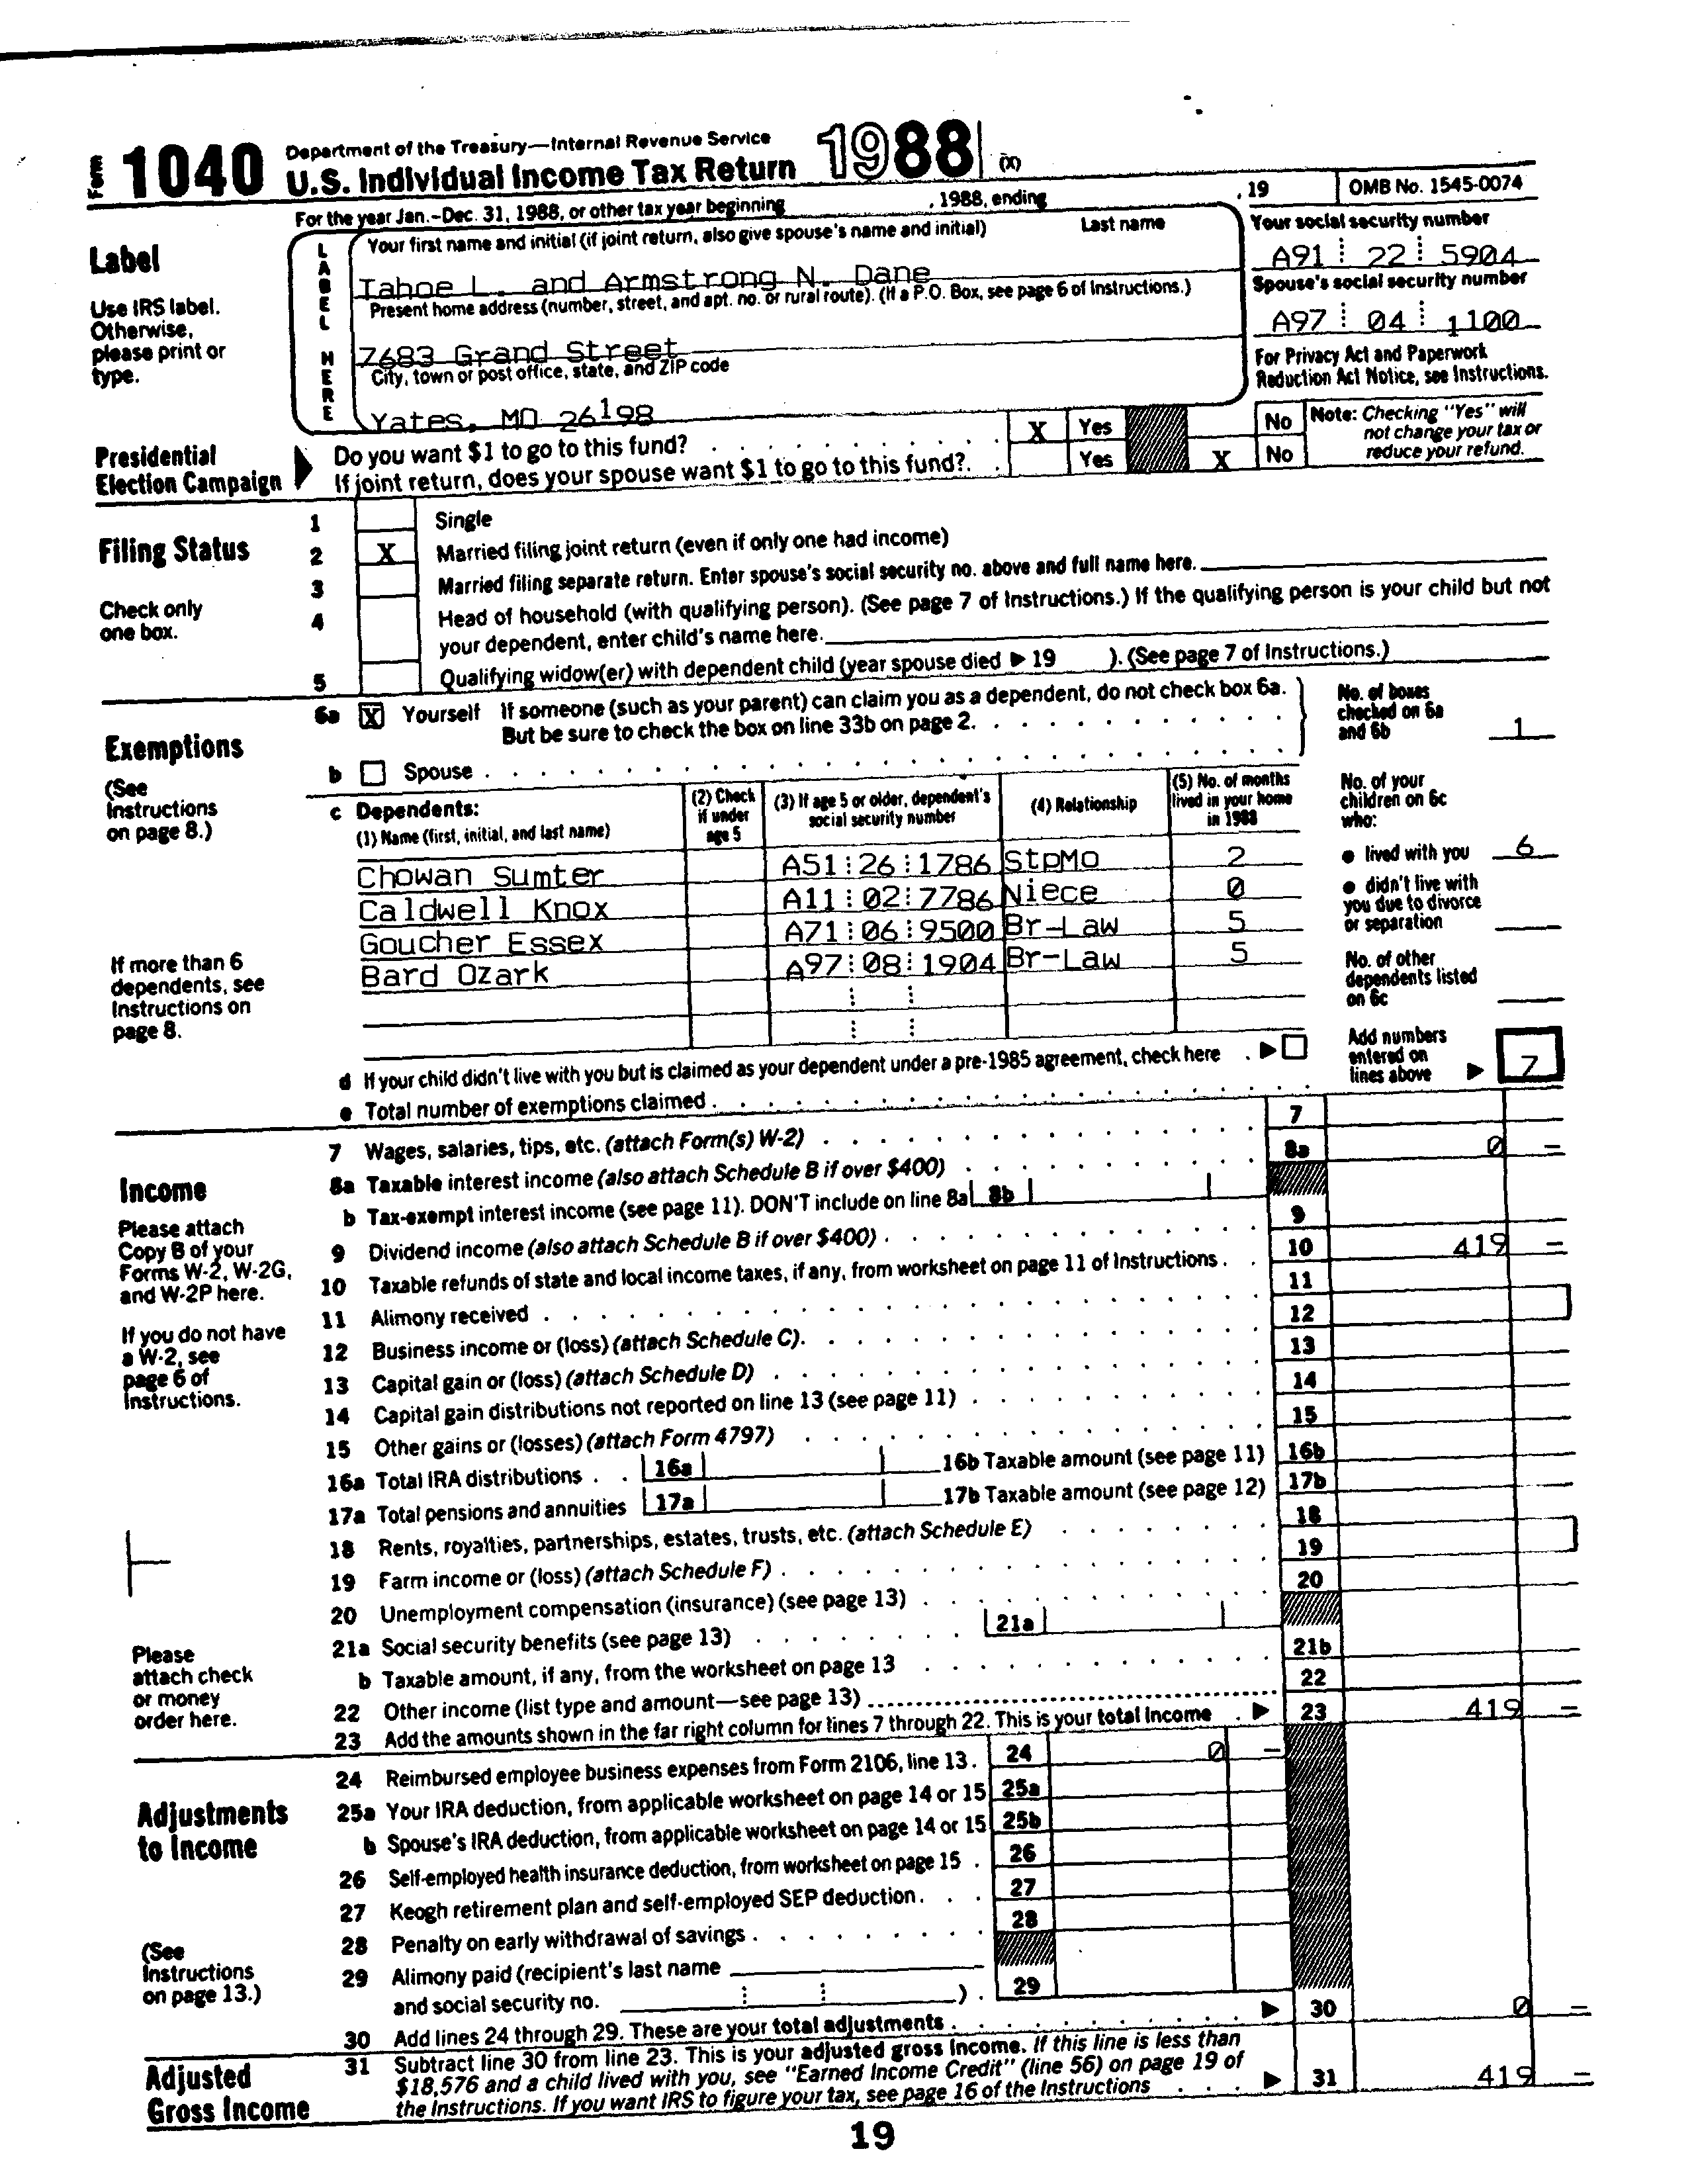 Form 1040 Department of the Treasury—Internal Revenue Service
U.S. Individual Income Tax Return 1988 (X)
For the year Jan.–Dec. 31, 1988, or other tax year beginning , 1988, ending , 19 OMB No. 1545-0074
Label
Use IRS label. Otherwise, please print or type.
LABEL HERE
Your first name and initial (if joint return, also give spouse's name and initial) Last name
Tahoe L. and Armstrong N. Dane
Present home address (number, street, and apt. no. or rural route). (If a P.O. Box, see page 6 of Instructions.)
7683 Grand Street
City, town or post office, state, and ZIP code
Yates, MO 26198
Your social security number
A91 22 5904
Spouse's social security number
A97 04 1100
For Privacy Act and Paperwork Reduction Act Notice, see Instructions.
Presidential Election Campaign
Do you want $1 to go to this fund? . . . . . . . . . . X Yes No
If joint return, does your spouse want $1 to go to this fund?. . Yes X No
Note: Checking "Yes" will not change your tax or reduce your refund.
Filing Status
Check only one box.
1 Single
2 X Married filing joint return (even if only one had income)
3 Married filing separate return. Enter spouse's social security no. above and full name here.
4 Head of household (with qualifying person). (See page 7 of Instructions.) If the qualifying person is your child but not
your dependent, enter child's name here.
5 Qualifying widow(er) with dependent child (year spouse died ▶ 19 ). (See page 7 of Instructions.)
Exemptions
(See Instructions on page 8.)
6a X Yourself If someone (such as your parent) can claim you as a dependent, do not check box 6a.
But be sure to check the box on line 33b on page 2.
b Spouse
No. of boxes checked on 6a and 6b 1
c Dependents:
(1) Name (first, initial, and last name) (2) Check if under age 5 (3) If age 5 or older, dependent's social security number (4) Relationship (5) No. of months lived in your home in 1988
Chowan Sumter A51 26 1786 StpMo 2
Caldwell Knox A11 02 7786 Niece 0
Goucher Essex A71 06 9500 Br-Law 5
Bard Ozark A97 08 1904 Br-Law 5
If more than 6 dependents, see Instructions on page 8.
No. of your children on 6c who:
● lived with you 6
● didn't live with you due to divorce or separation
No. of other dependents listed on 6c
d If your child didn't live with you but is claimed as your dependent under a pre-1985 agreement, check here . ▶
e Total number of exemptions claimed
Add numbers entered on lines above ▶ 7
Income
Please attach Copy B of your Forms W-2, W-2G, and W-2P here.
If you do not have a W-2, see page 6 of Instructions.
Please attach check or money order here.
7 Wages, salaries, tips, etc. (attach Form(s) W-2) 7
8a Taxable interest income (also attach Schedule B if over $400) 8a 0 –
b Tax-exempt interest income (see page 11). DON'T include on line 8a 8b
9 Dividend income (also attach Schedule B if over $400) 9
10 Taxable refunds of state and local income taxes, if any, from worksheet on page 11 of Instructions 10 419 –
11 Alimony received 11
12 Business income or (loss) (attach Schedule C). 12
13 Capital gain or (loss) (attach Schedule D) 13
14 Capital gain distributions not reported on line 13 (see page 11) 14
15 Other gains or (losses) (attach Form 4797) 15
16a Total IRA distributions 16a 16b Taxable amount (see page 11) 16b
17a Total pensions and annuities 17a 17b Taxable amount (see page 12) 17b
18 Rents, royalties, partnerships, estates, trusts, etc. (attach Schedule E) 18
19 Farm income or (loss) (attach Schedule F) 19
20 Unemployment compensation (insurance) (see page 13) 20
21a Social security benefits (see page 13) 21a
b Taxable amount, if any, from the worksheet on page 13 21b
22 Other income (list type and amount—see page 13) 22
23 Add the amounts shown in the far right column for lines 7 through 22. This is your total income ▶ 23 419 –
Adjustments to Income
(See Instructions on page 13.)
24 Reimbursed employee business expenses from Form 2106, line 13 . 24 0 –
25a Your IRA deduction, from applicable worksheet on page 14 or 15 25a
b Spouse's IRA deduction, from applicable worksheet on page 14 or 15 25b
26 Self-employed health insurance deduction, from worksheet on page 15 . 26
27 Keogh retirement plan and self-employed SEP deduction 27
28 Penalty on early withdrawal of savings 28
29 Alimony paid (recipient's last name
and social security no. ) . 29
30 Add lines 24 through 29. These are your total adjustments ▶ 30 0 –
Adjusted Gross Income
31 Subtract line 30 from line 23. This is your adjusted gross income. If this line is less than
$18,576 and a child lived with you, see "Earned Income Credit" (line 56) on page 19 of
the Instructions. If you want IRS to figure your tax, see page 16 of the Instructions ▶ 31 419 –
19